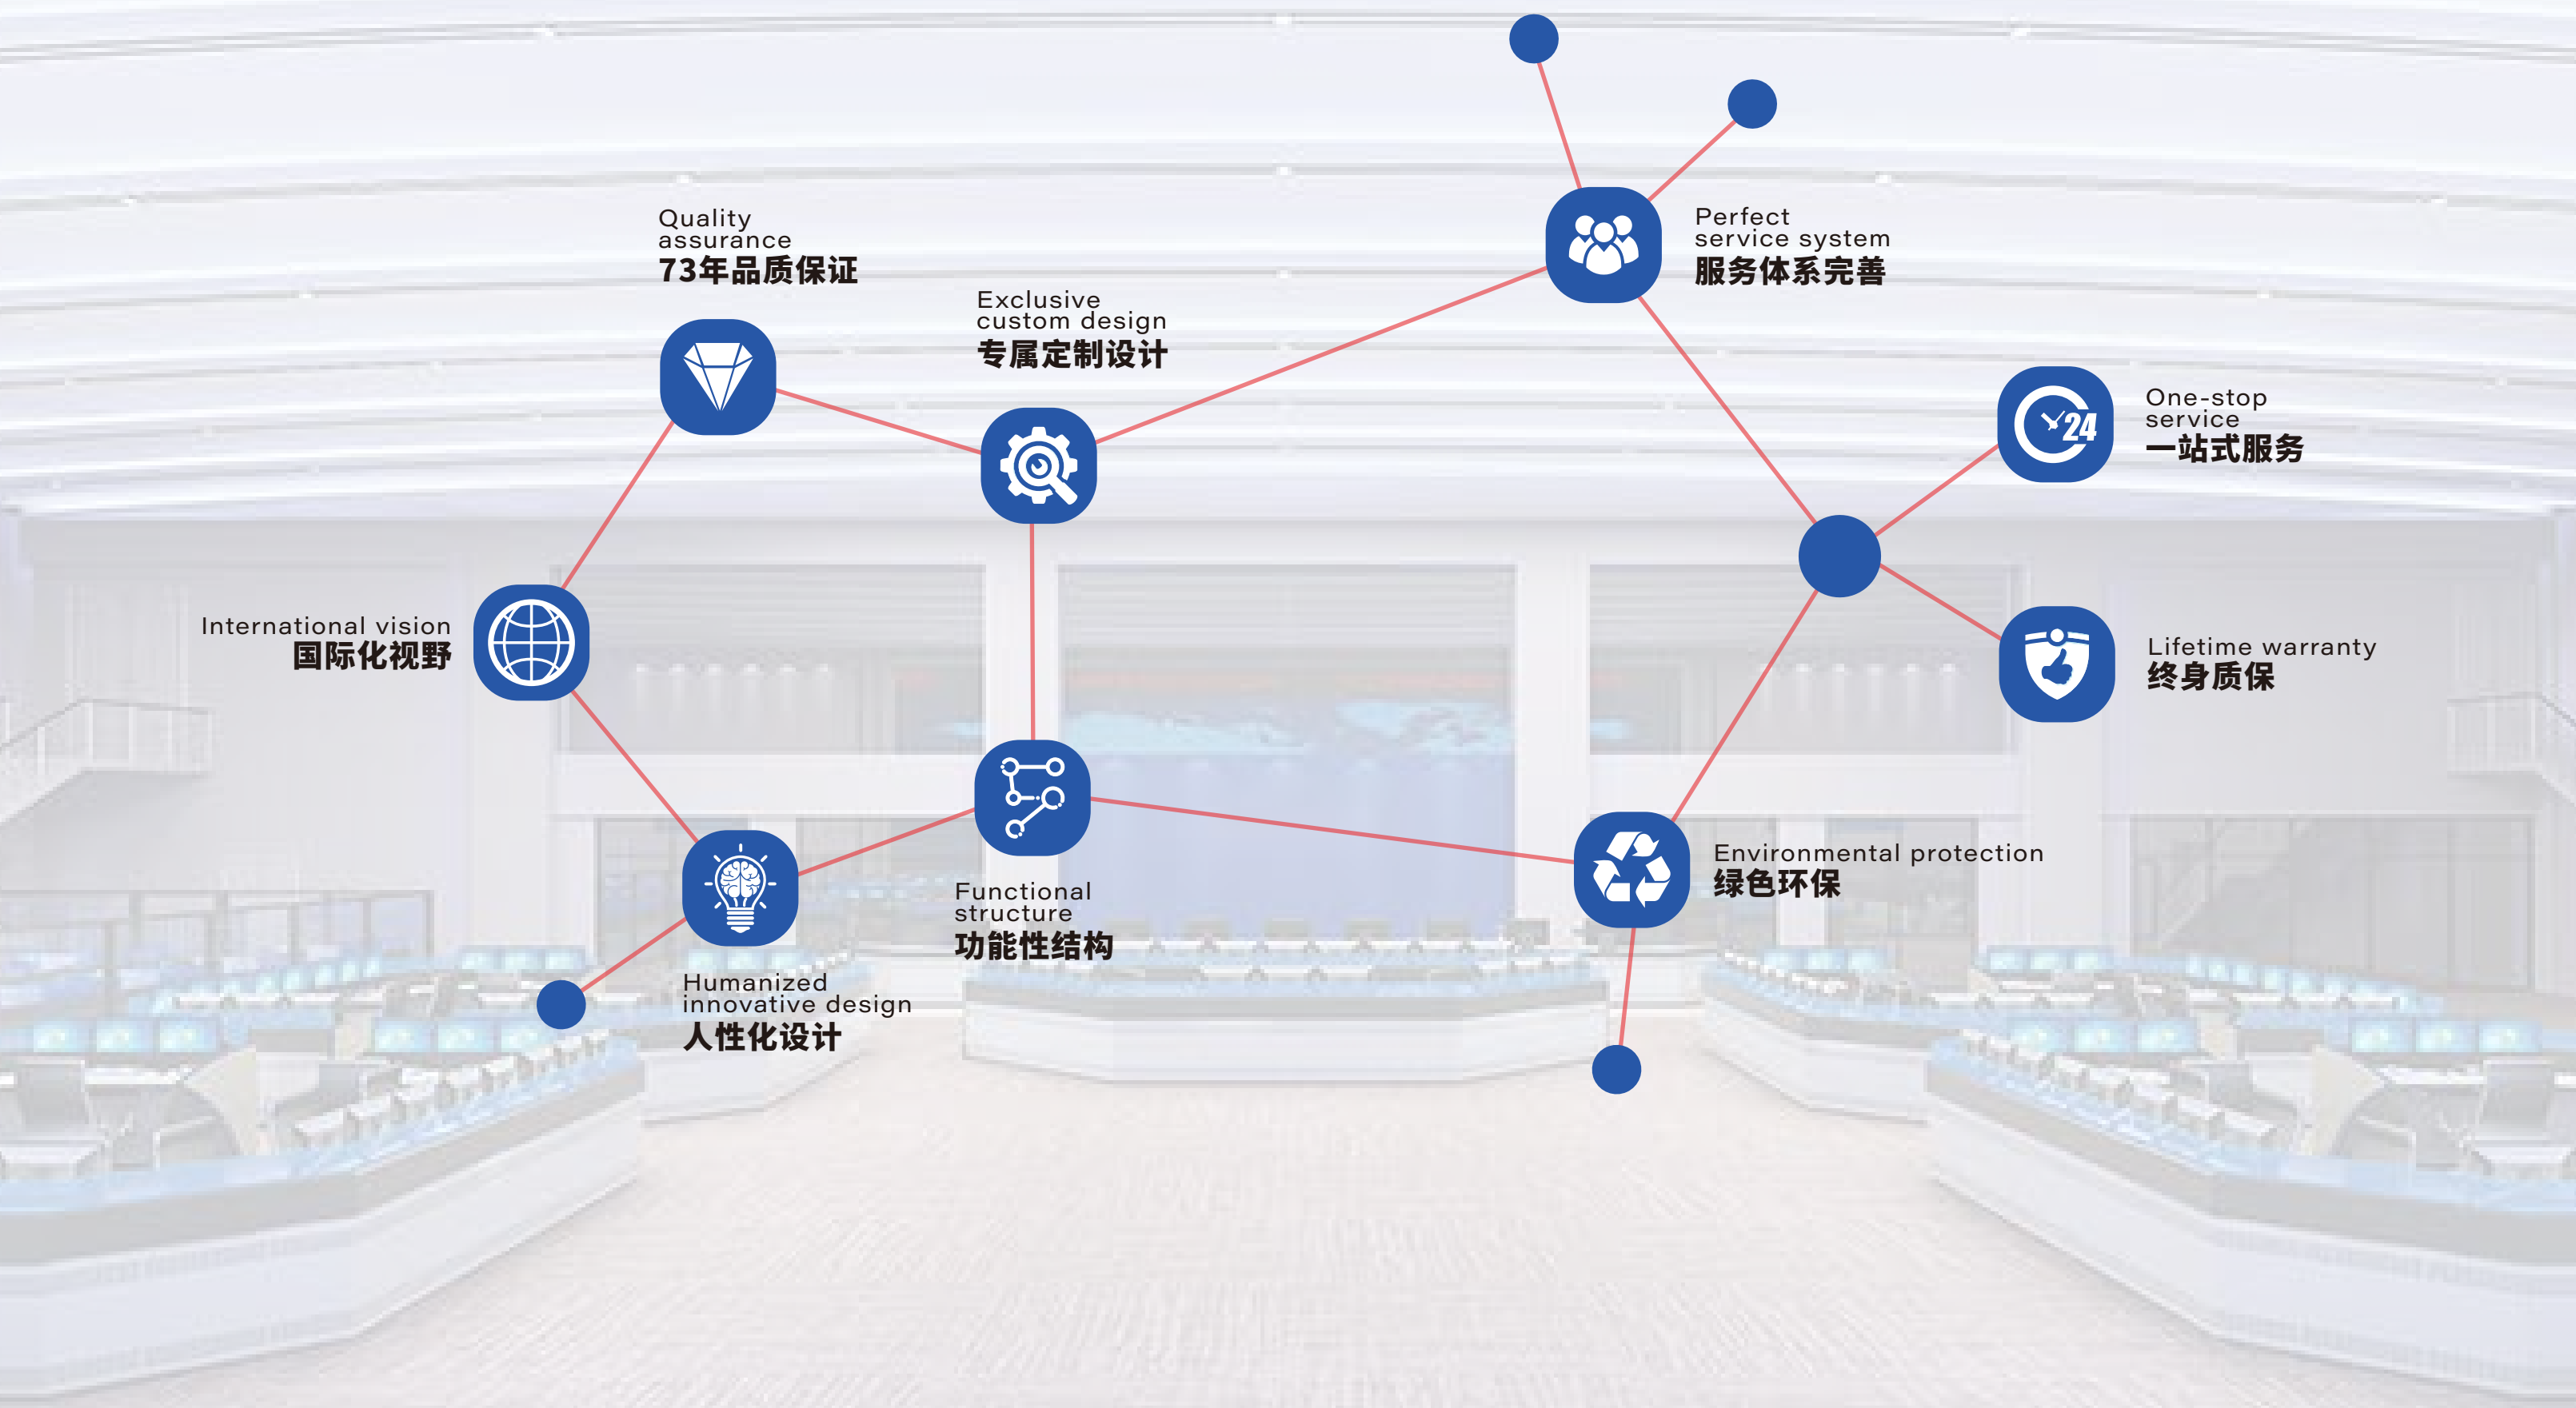 Quality
assurance
73年品质保证
Exclusive
custom design
专属定制设计
Perfect
service system
服务体系完善
24
One-stop
service
一站式服务
International vision
国际化视野
Lifetime warranty
终身质保
Environmental protection
绿色环保
Functional
structure
功能性结构
Humanized
innovative design
人性化设计